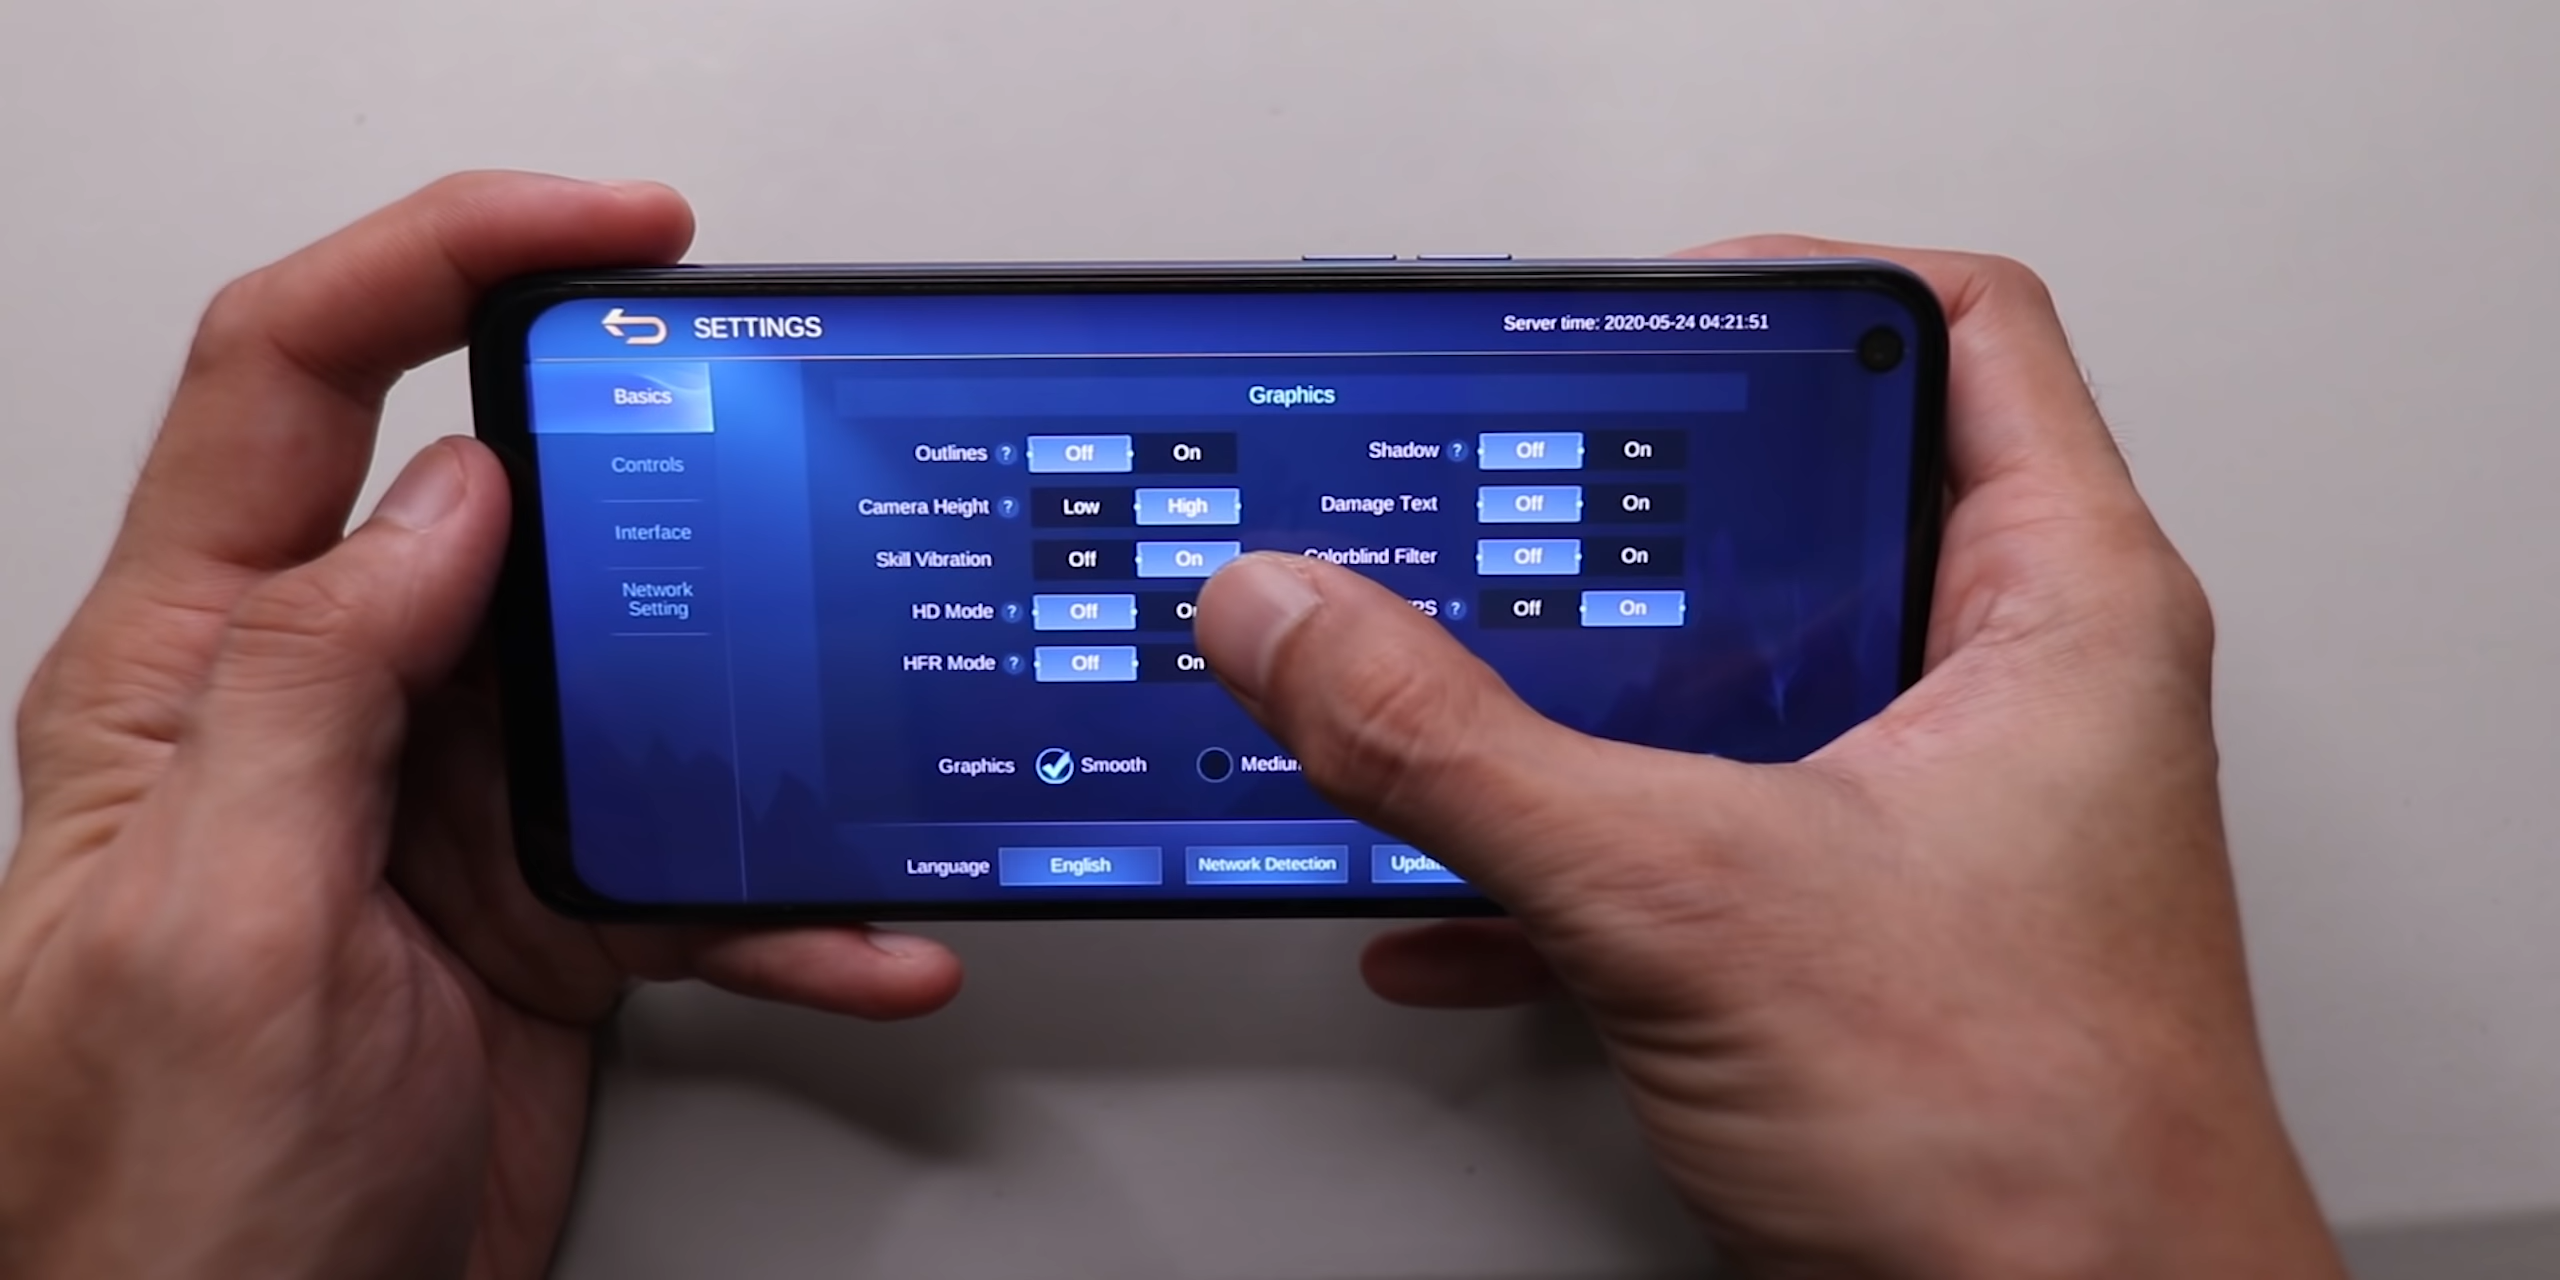 SETTINGS
Server time: 2020-05-24 04:21:51
Basics
Controls
Interface
Network
Setting
Graphics
Outlines ? Off On
Shadow ? Off On
Camera Height ? Low High
Damage Text Off On
Skill Vibration Off On
Colorblind Filter Off On
HD Mode ? Off On
? Off On
HFR Mode ? Off On
Graphics Smooth
Language English Network Detection